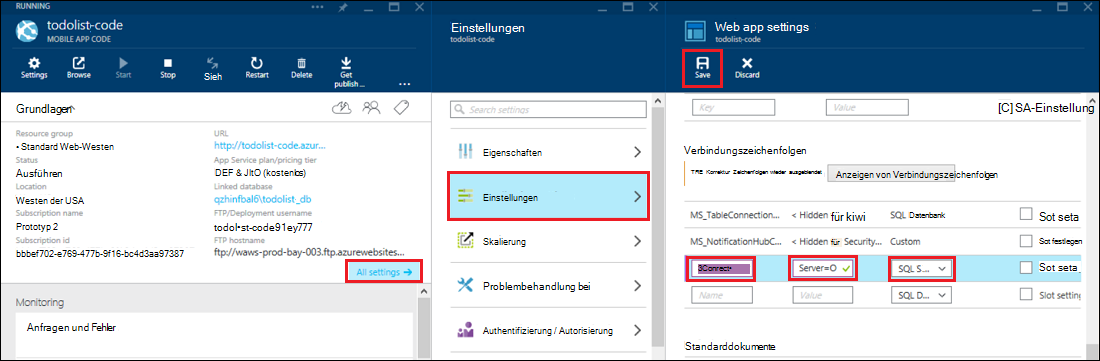 RUNNING
todolist-code
MOBILE APP CODE
Settings
Browse
Start
Stop
Sieh
Restart
Delete
Get publish ...
Grundlagen
Resource group
• Standard Web-Westen
Status
Ausführen
Location
Westen der USA
Subscription name
Prototyp 2
Subscription id
bbbef702-e769-477b-9f16-bc4d3aa97387
URL
http://todolist-code.azur...
App Service plan/pricing tier
DEF & JltO (kostenlos)
Linked database
qzhinfbal6\todolist_db
FTP/Deployment username
todol•st-code91ey777
FTP hostname
ftp://waws-prod-bay-003.ftp.azurewebsites...
All settings →
Monitoring
Anfragen und Fehler
Einstellungen
todolist-code
Search settings
Eigenschaften
Einstellungen
Skalierung
Problembehandlung bei
Authentifizierung / Autorisierung
Web app settings
todolist-code
Save
Discard
Key
Value
[C] SA-Einstellung
Verbindungszeichenfolgen
TRE Korrektur Zeichenfolgen wieder ausgeblendet
Anzeigen von Verbindungszeichenfolgen
MS_TableConnection...
< Hidden für kiwi
SQL Datenbank
Sot seta
MS_NotificationHubC...
< Hidden für Security...
Custom
Sot festlegen
3Connect•
Server=O
SQL S...
Sot seta
Name
Value
SQL D...
Slot setting
Standarddokumente